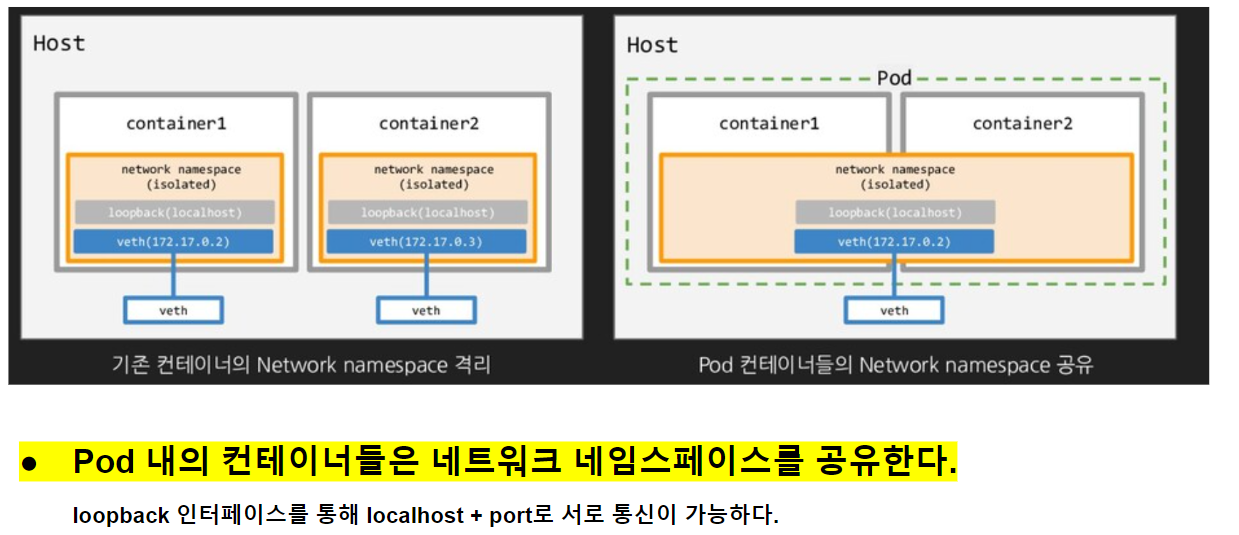 Host
container1
network namespace
(isolated)
loopback(localhost)
veth(172.17.0.2)
veth
container2
network namespace
(isolated)
loopback(localhost)
veth(172.17.0.3)
veth
기존 컨테이너의 Network namespace 격리
Host
Pod
container1
container2
network namespace
(isolated)
loopback(localhost)
veth(172.17.0.2)
veth
Pod 컨테이너들의 Network namespace 공유
● Pod 내의 컨테이너들은 네트워크 네임스페이스를 공유한다.
loopback 인터페이스를 통해 localhost + port로 서로 통신이 가능하다.